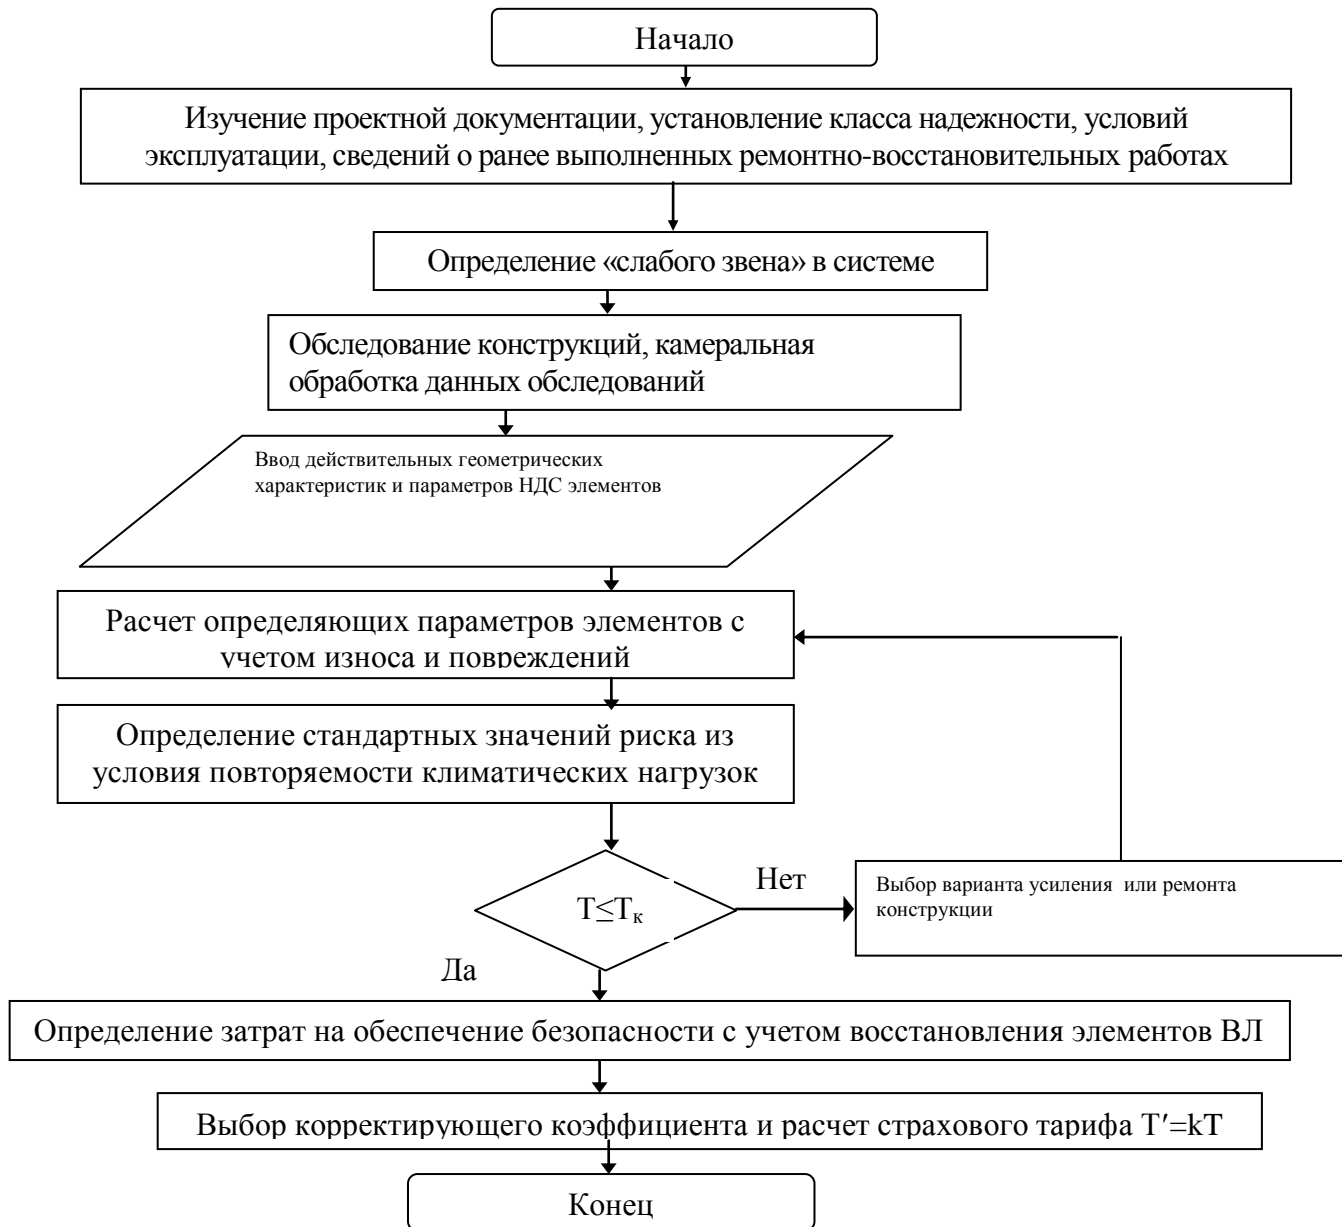 Начало
Изучение проектной документации, установление класса надежности, условий
эксплуатации, сведений о ранее выполненных ремонтно-восстановительных работах
Определение «слабого звена» в системе
Обследование конструкций, камеральная
обработка данных обследований
Ввод действительных геометрических
характеристик и параметров НДС элементов
Расчет определяющих параметров элементов с
учетом износа и повреждений
Определение стандартных значений риска из
условия повторяемости климатических нагрузок
T≤Tк
Нет
Выбор варианта усиления или ремонта
конструкции
Да
Определение затрат на обеспечение безопасности с учетом восстановления элементов ВЛ
Выбор корректирующего коэффициента и расчет страхового тарифа T′=kT
Конец